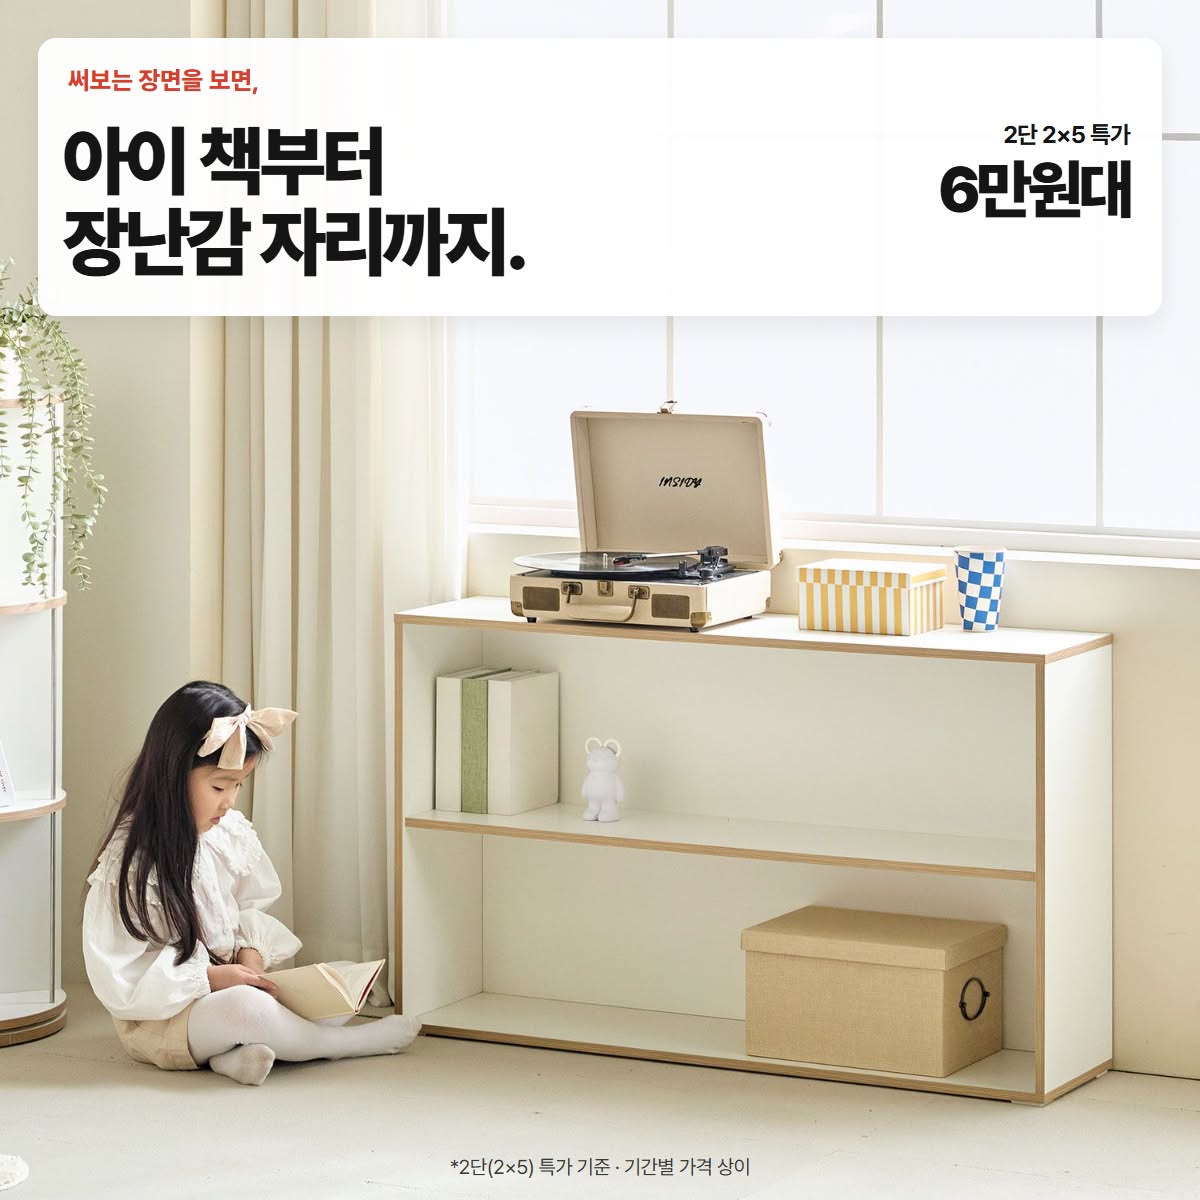 써보는 장면을 보면,
아이 책부터
장난감 자리까지.
2단 2×5 특가
6만원대
INSIDY
*2단(2×5) 특가 기준 · 기간별 가격 상이